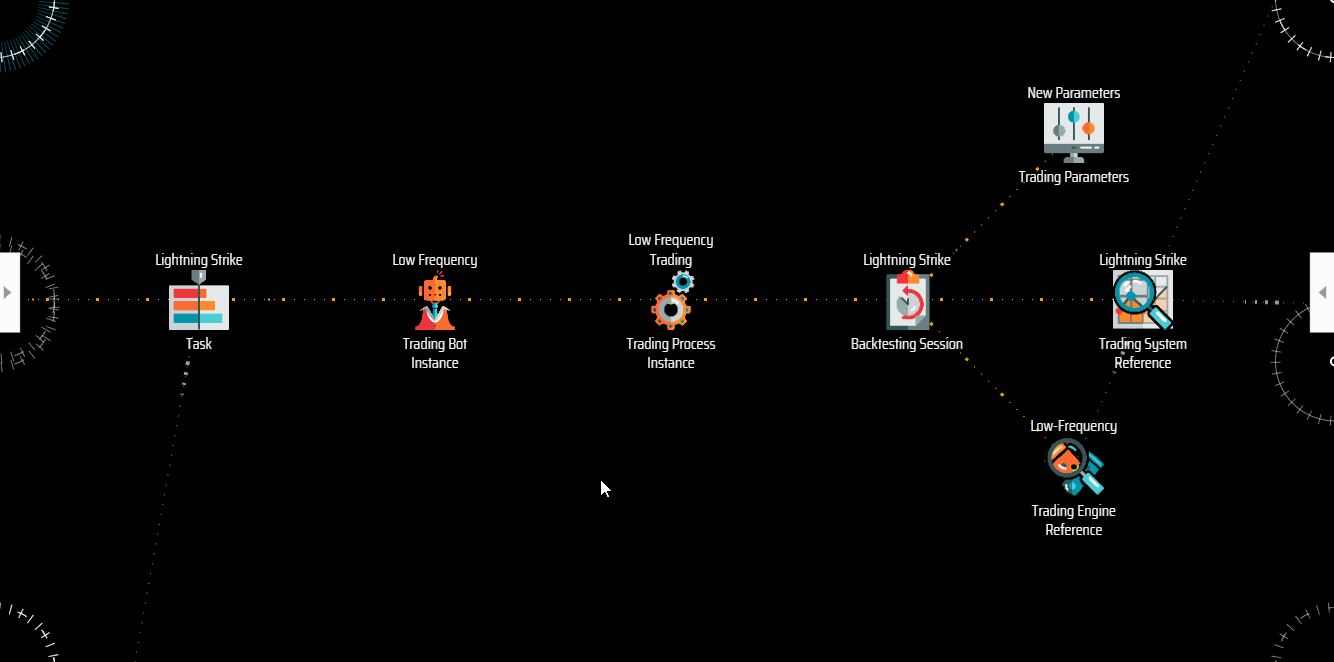 New Parameters
Trading Parameters
Lightning Strike
Task
Low Frequency
Trading Bot
Instance
Low Frequency
Trading
Trading Process
Instance
Lightning Strike
Backtesting Session
Lightning Strike
Trading System
Reference
Low-Frequency
Trading Engine
Reference